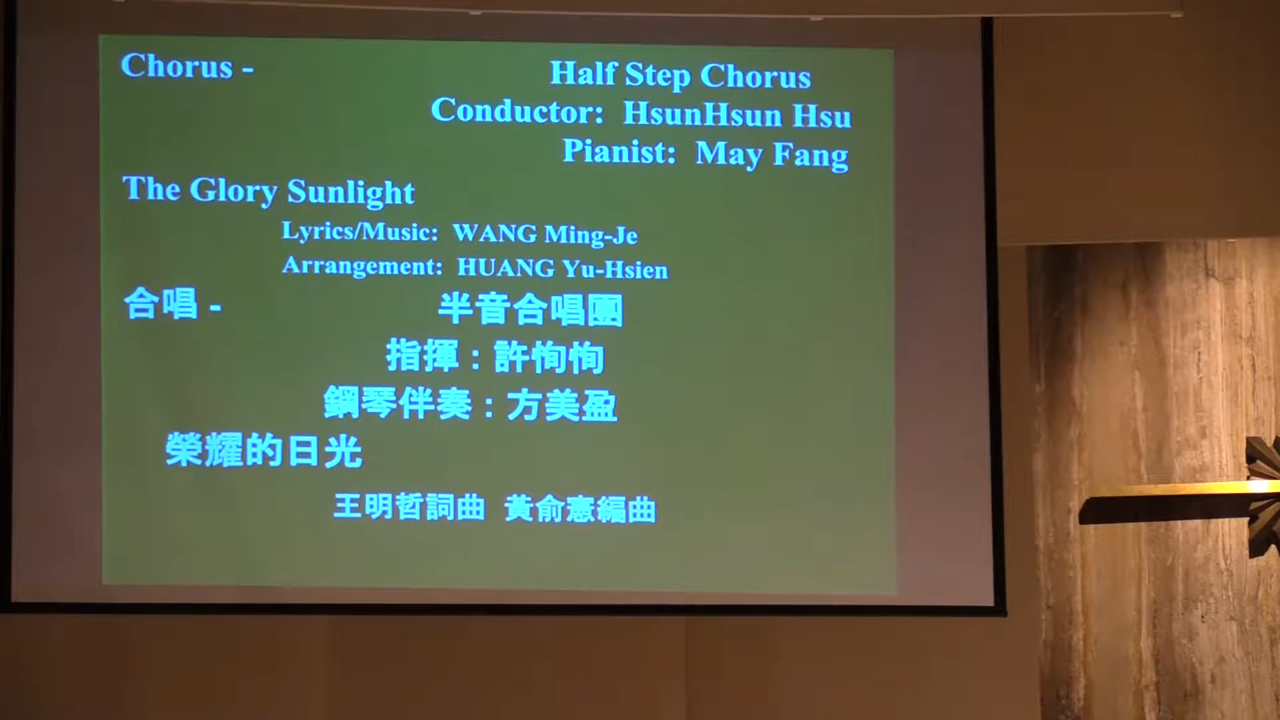 Chorus - Half Step Chorus
Conductor: HsunHsun Hsu
Pianist: May Fang
The Glory Sunlight
Lyrics/Music: WANG Ming-Je
Arrangement: HUANG Yu-Hsien
合唱 - 半音合唱團
指揮：許恂恂
鋼琴伴奏：方美盈
榮耀的日光
王明哲詞曲 黃俞憲編曲